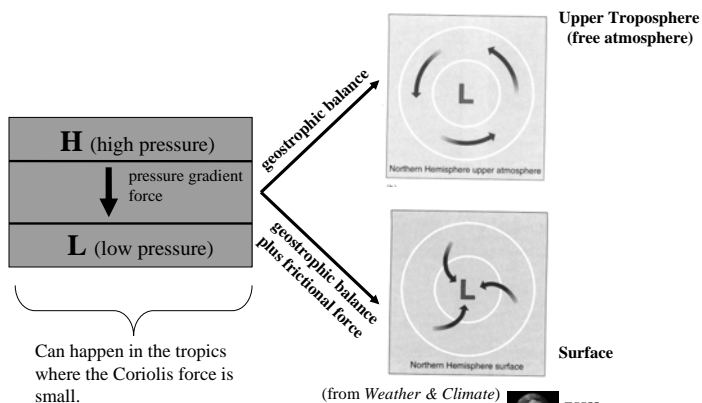 Upper Troposphere
(free atmosphere)
geostrophic balance
L
Northern Hemisphere upper atmosphere
H (high pressure)
pressure gradient
force
L (low pressure)
geostrophic balance
plus frictional force
L
Northern Hemisphere surface
Surface
Can happen in the tropics
where the Coriolis force is
small.
(from Weather & Climate)